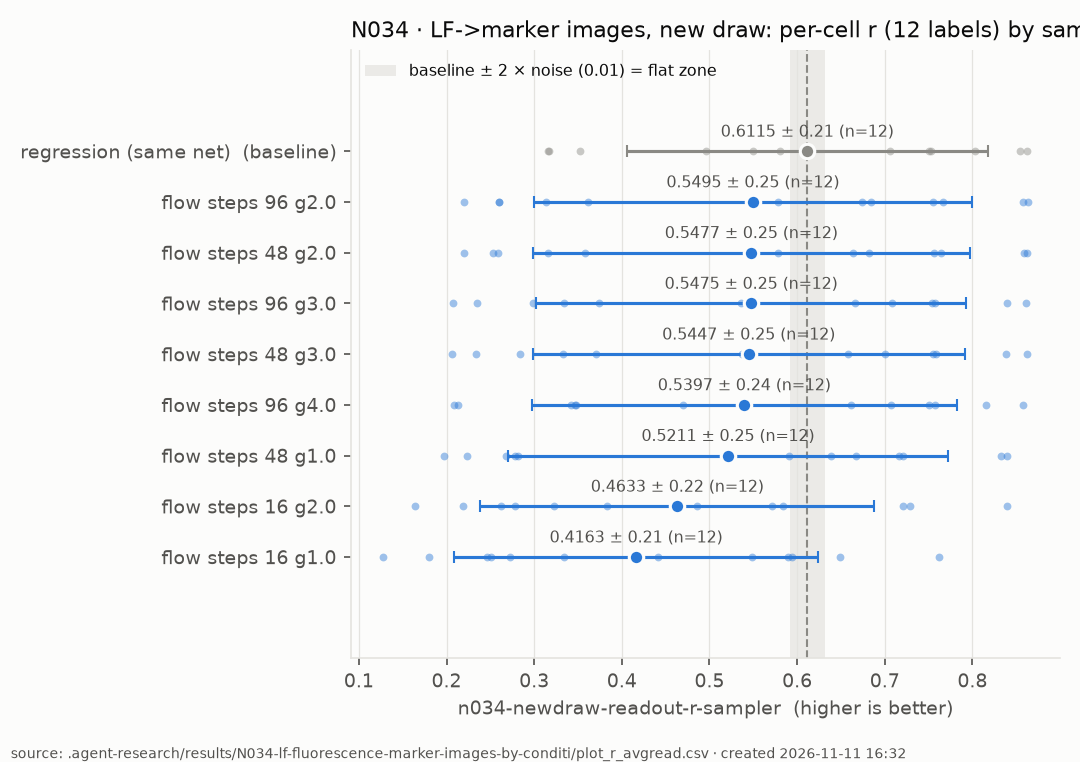 N034 · LF->marker images, new draw: per-cell r (12 labels) by sam
baseline ± 2 × noise (0.01) = flat zone
regression (same net)  (baseline)
0.6115 ± 0.21 (n=12)
flow steps 96 g2.0
0.5495 ± 0.25 (n=12)
flow steps 48 g2.0
0.5477 ± 0.25 (n=12)
flow steps 96 g3.0
0.5475 ± 0.25 (n=12)
flow steps 48 g3.0
0.5447 ± 0.25 (n=12)
flow steps 96 g4.0
0.5397 ± 0.24 (n=12)
flow steps 48 g1.0
0.5211 ± 0.25 (n=12)
flow steps 16 g2.0
0.4633 ± 0.22 (n=12)
flow steps 16 g1.0
0.4163 ± 0.21 (n=12)
0.1 0.2 0.3 0.4 0.5 0.6 0.7 0.8
n034-newdraw-readout-r-sampler  (higher is better)
source: .agent-research/results/N034-lf-fluorescence-marker-images-by-conditi/plot_r_avgread.csv · created 2026-11-11 16:32